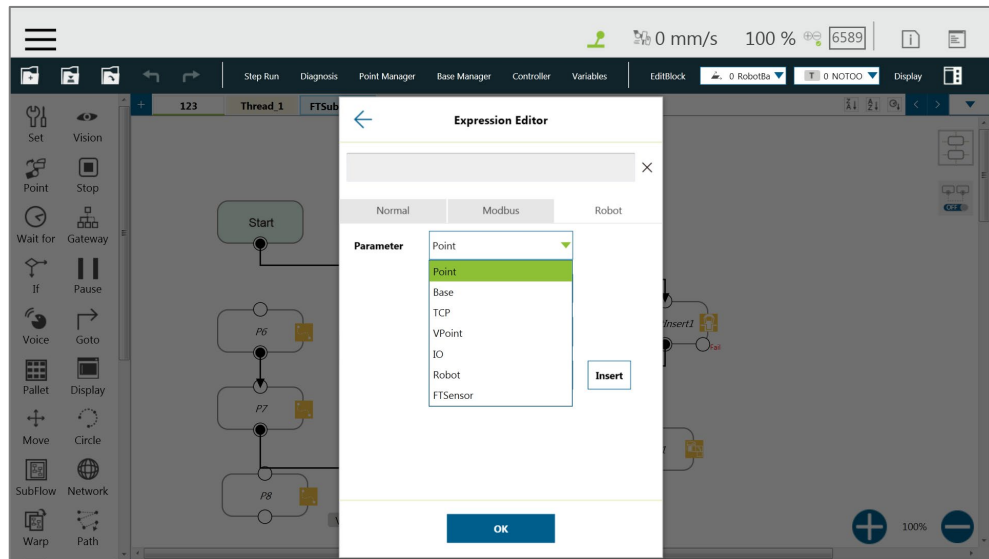 0 mm/s 100 % 6589
Step Run Diagnosis Point Manager Base Manager Controller Variables EditBlock 0 RobotBa T 0 NOTOO Display
+ 123 Thread_1 FTSub
Set Vision
Point Stop
Wait for Gateway
If Pause
Voice Goto
Pallet Display
Move Circle
SubFlow Network
Warp Path
Start
P6
P7
P8
Expression Editor
Normal Modbus Robot
Parameter Point
Point
Base
TCP
VPoint
IO
Robot
FTSensor
Insert
OK
Insert1
Fail
OFF
100%